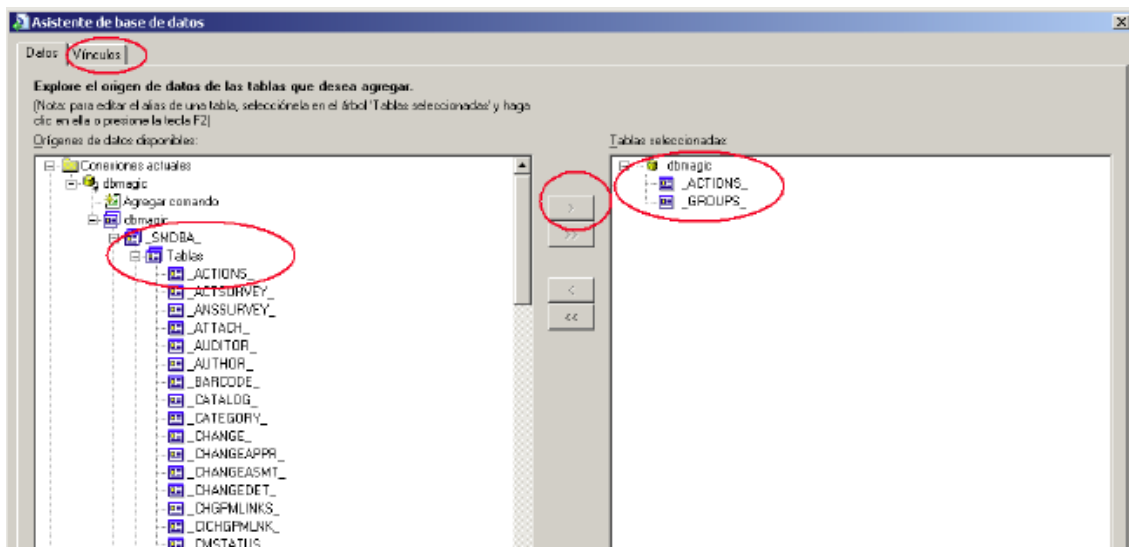 Asistente de base de datos
Datos Vínculos
Explore el origen de datos de las tablas que desea agregar.
(Nota: para editar el alias de una tabla, selecciónela en el árbol 'Tablas seleccionadas' y haga
clic en ella o presione la tecla F2)
Orígenes de datos disponibles:
Tablas seleccionadas:
Conexiones actuales
dbmagic
Agregar comando
dbmagic
_SMDBA_
Tablas
_ACTIONS_
_ACTSURVEY_
_ANSSURVEY_
_ATTACH_
_AUDITOR_
_AUTHOR_
_BARCODE_
_CATALOG_
_CATEGORY_
_CHANGE_
_CHANGEAPPR_
_CHANGEASMT_
_CHANGEDET_
_CHGPMLINKS_
_CICHGPMLNK_
_CMSTATUS_
>
>>
<
<<
dbmagic
_ACTIONS_
_GROUPS_